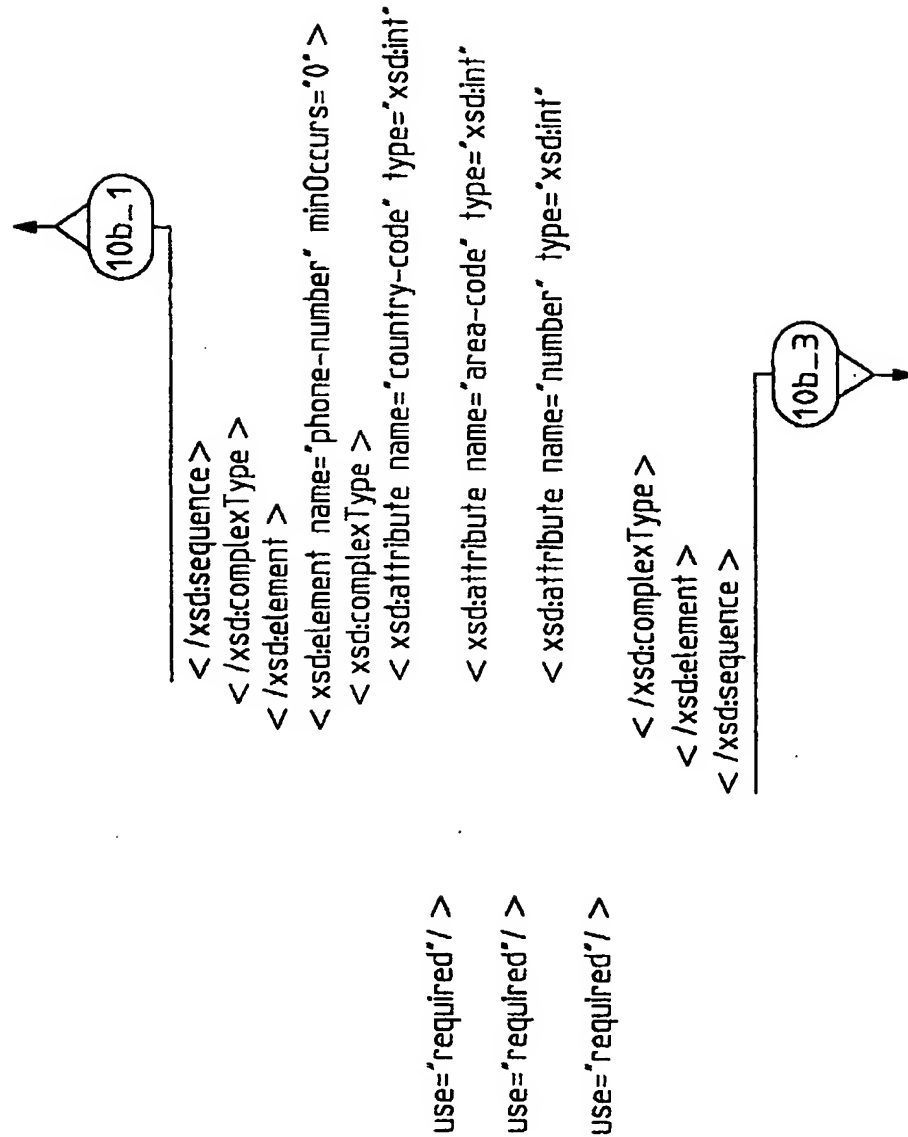 10b_1
< /xsd:sequence>
< /xsd:complexType >
< /xsd:element >
< xsd:element name="phone-number" minOccurs="0" >
< xsd:complexType >
< xsd:attribute name="country-code" type="xsd:int"
use="required"/ >
< xsd:attribute name="area-code" type="xsd:int"
use="required"/ >
< xsd:attribute name="number" type="xsd:int"
use="required"/ >
< /xsd:complexType >
< /xsd:element >
< /xsd:sequence >
10b_3